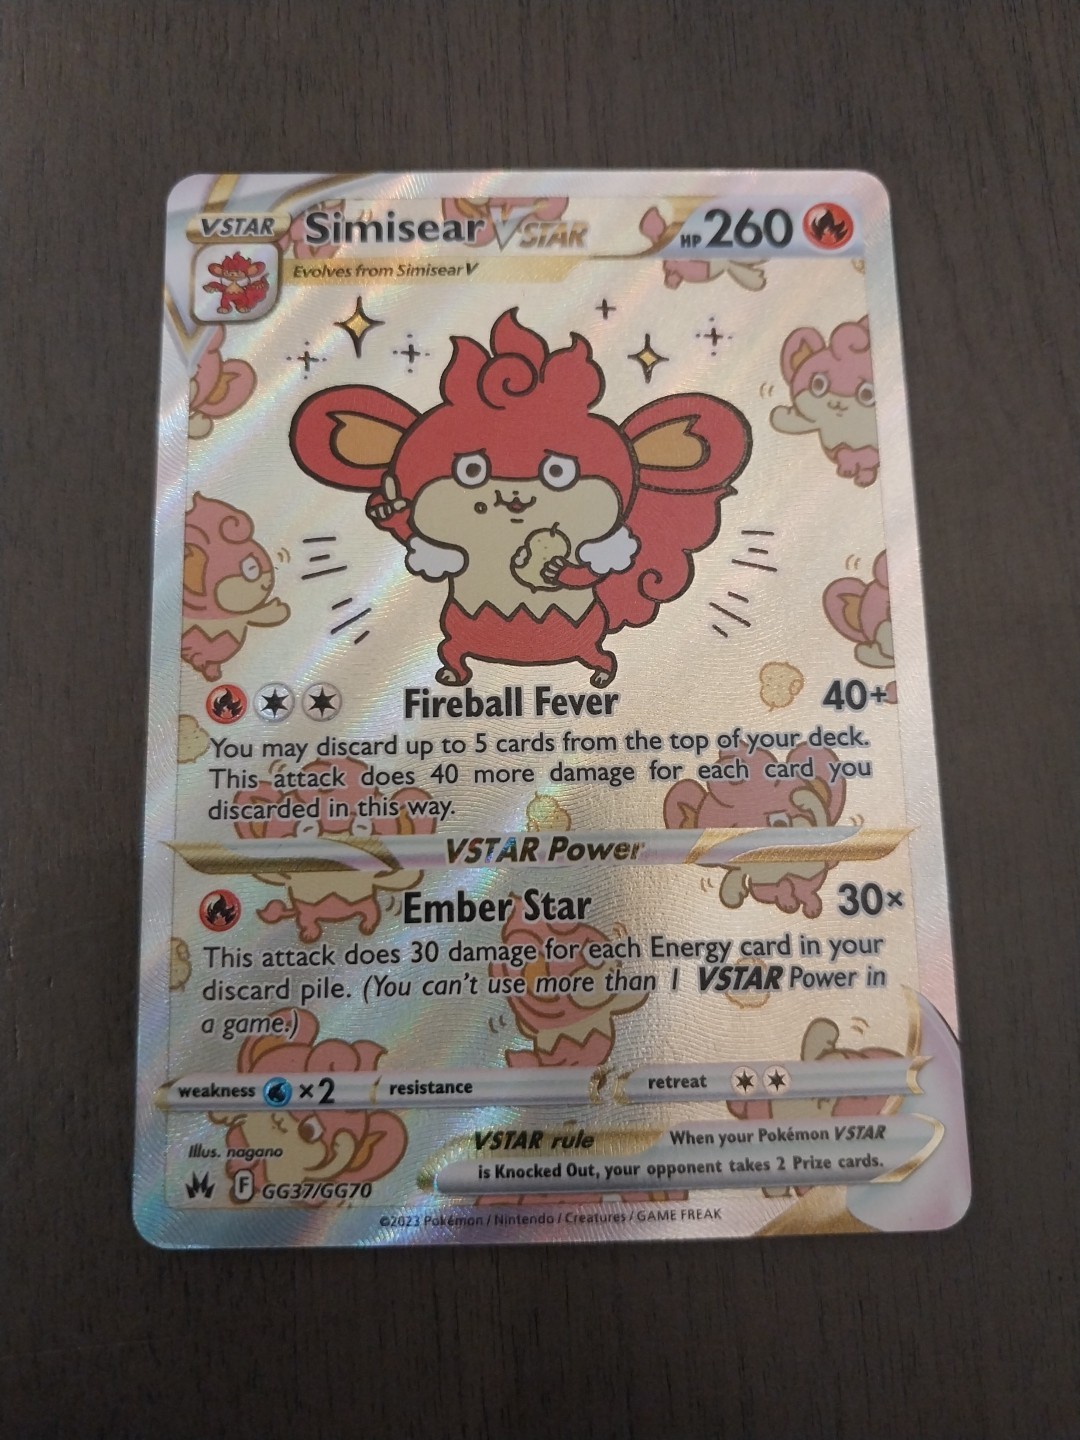 VSTAR Simisear VSTAR HP 260
Evolves from Simisear V
Fireball Fever 40+
You may discard up to 5 cards from the top of your deck.
This attack does 40 more damage for each card you
discarded in this way.
VSTAR Power
Ember Star 30×
This attack does 30 damage for each Energy card in your
discard pile. (You can't use more than 1 VSTAR Power in
a game.)
weakness ×2 resistance retreat
VSTAR rule When your Pokémon VSTAR
is Knocked Out, your opponent takes 2 Prize cards.
Illus. nagano
F GG37/GG70
©2023 Pokémon / Nintendo / Creatures / GAME FREAK